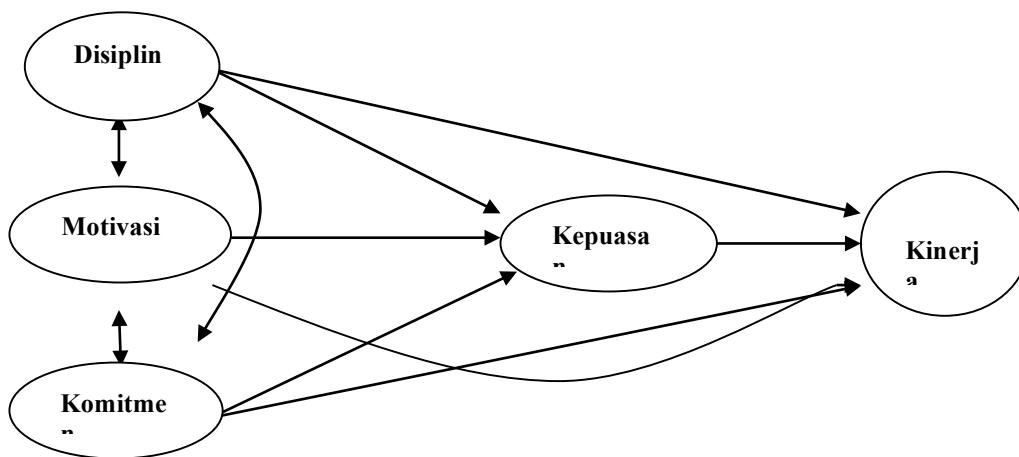 Disiplin
Motivasi
Kepuasa
n
Kinerj
a
Komitme
n